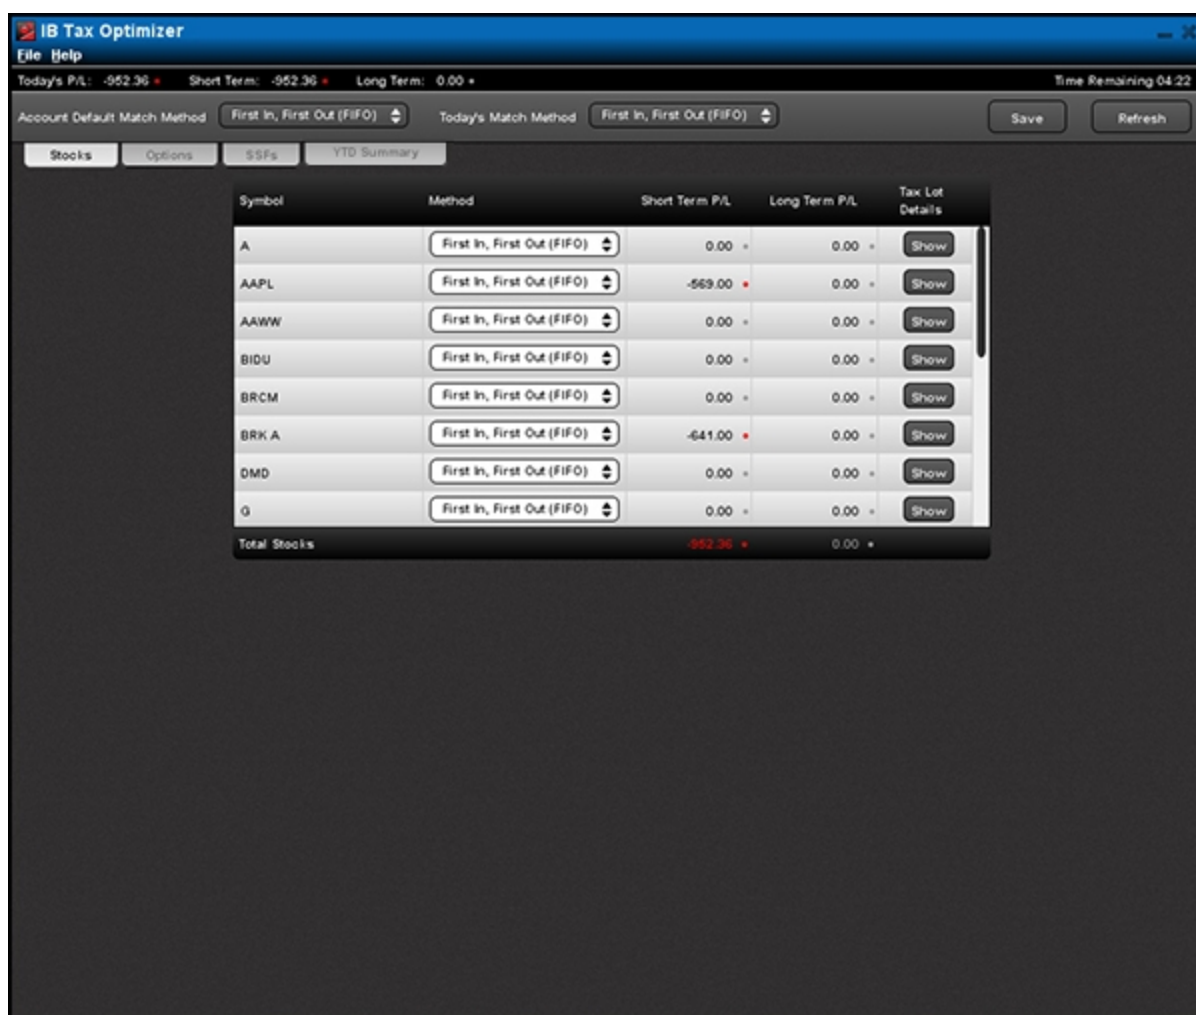 IB Tax Optimizer
File Help
Today's P/L: -952.36 Short Term: -952.36 Long Term: 0.00 Time Remaining 04:22
Account Default Match Method First In, First Out (FIFO) Today's Match Method First In, First Out (FIFO) Save Refresh
Stocks Options SSFs YTD Summary
Symbol Method Short Term P/L Long Term P/L Tax Lot Details
A First In, First Out (FIFO) 0.00 0.00 Show
AAPL First In, First Out (FIFO) -569.00 0.00 Show
AAWW First In, First Out (FIFO) 0.00 0.00 Show
BIDU First In, First Out (FIFO) 0.00 0.00 Show
BRCM First In, First Out (FIFO) 0.00 0.00 Show
BRK A First In, First Out (FIFO) -641.00 0.00 Show
DMD First In, First Out (FIFO) 0.00 0.00 Show
G First In, First Out (FIFO) 0.00 0.00 Show
Total Stocks -952.36 0.00